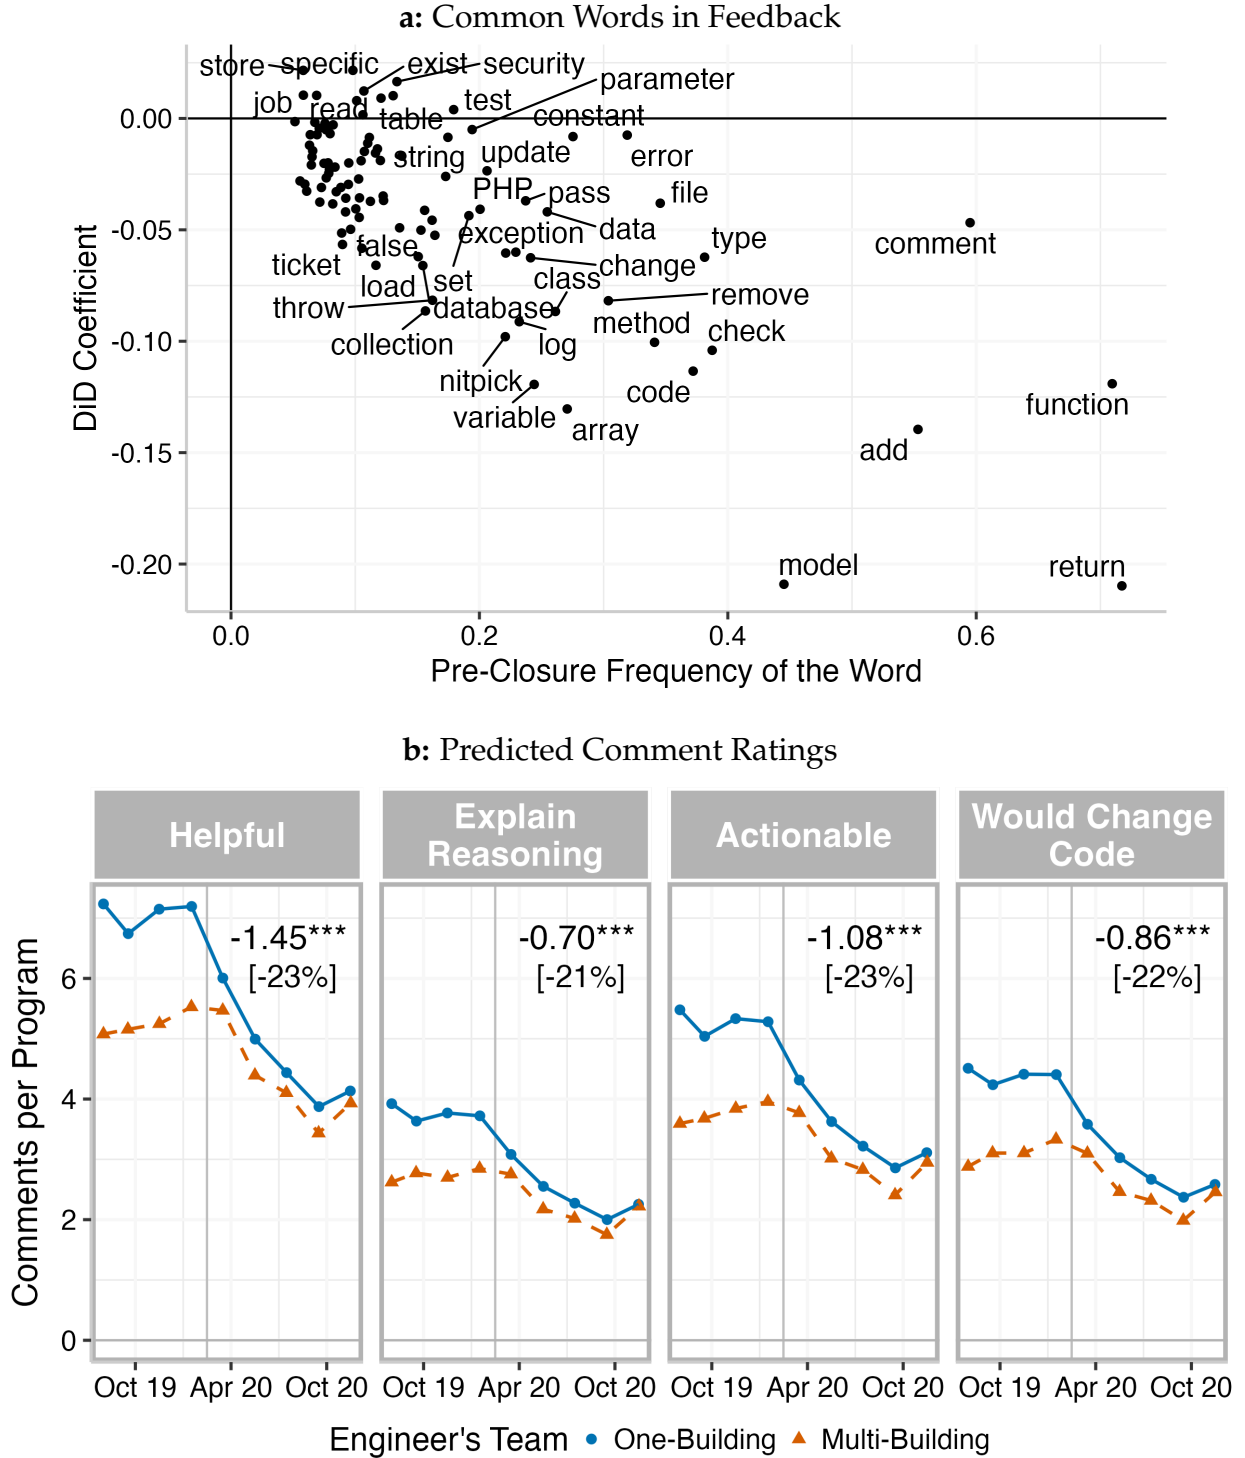 a: Common Words in Feedback
store specific exist security
parameter
job read table test
constant
0.00
string update error
PHP pass file
-0.05
false exception data type comment
ticket load set class change
throw database remove
collection log method check
-0.10
nitpick code
variable array function
-0.15
add
-0.20
model return
DiD Coefficient
0.0 0.2 0.4 0.6
Pre-Closure Frequency of the Word
b: Predicted Comment Ratings
Helpful
Explain
Reasoning
Actionable
Would Change
Code
-1.45***
[-23%]
-0.70***
[-21%]
-1.08***
[-23%]
-0.86***
[-22%]
6
4
2
0
Comments per Program
Oct 19 Apr 20 Oct 20 Oct 19 Apr 20 Oct 20 Oct 19 Apr 20 Oct 20 Oct 19 Apr 20 Oct 20
Engineer's Team One-Building Multi-Building